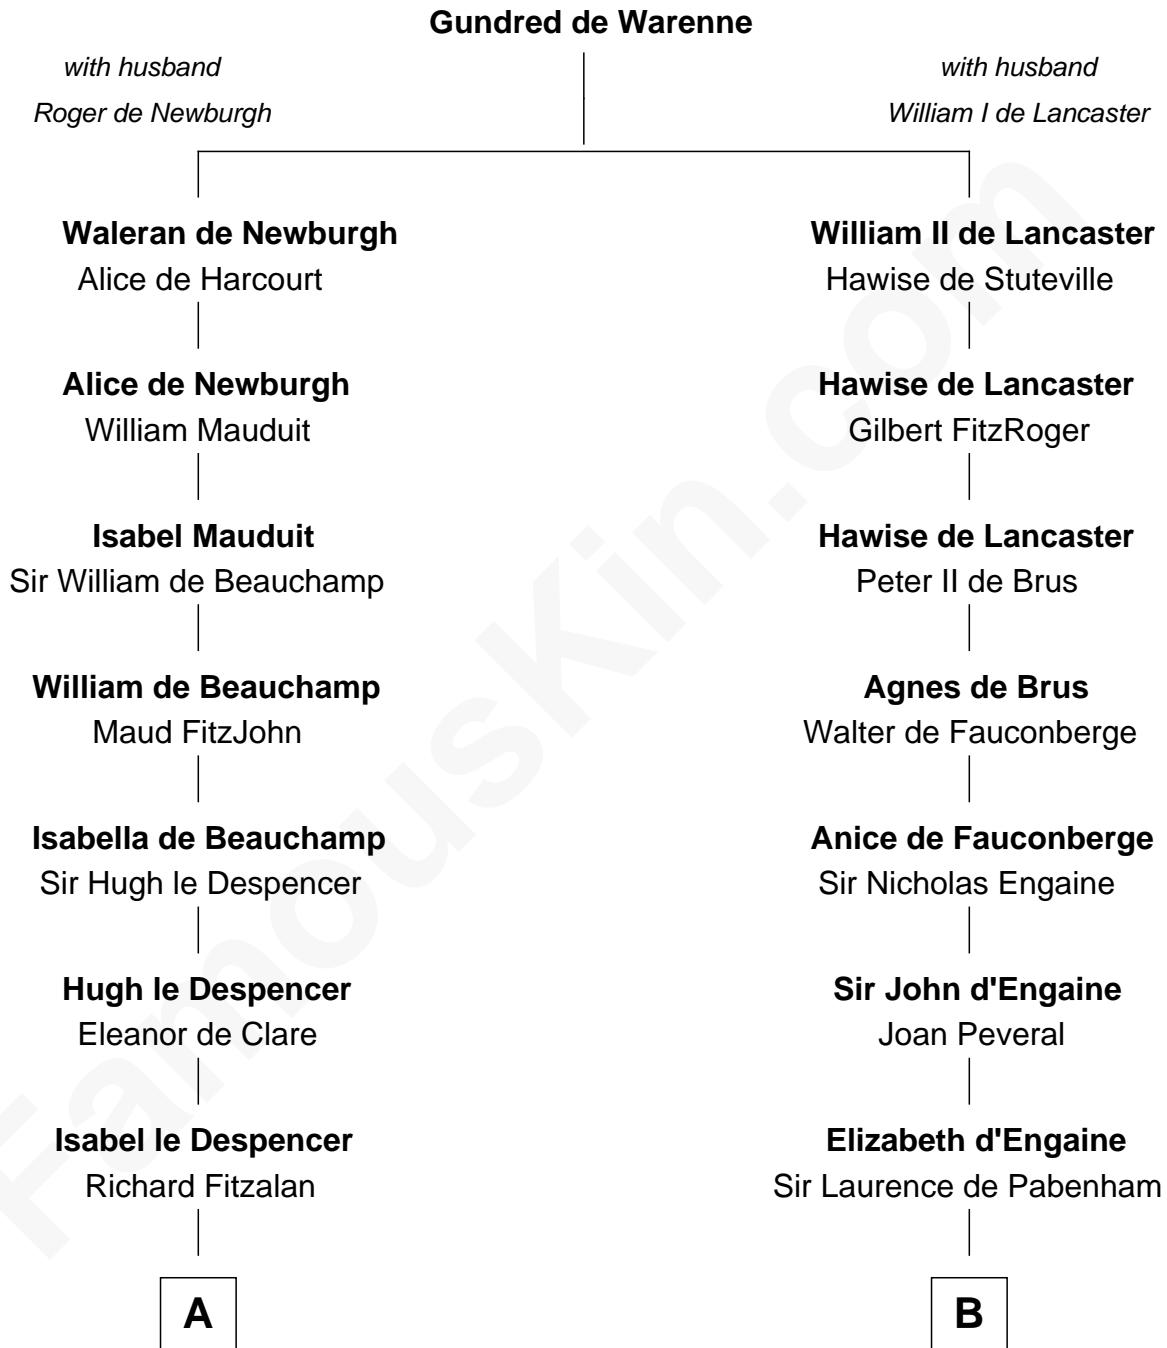 Gundred de Warenne
with husband
Roger de Newburgh
with husband
William I de Lancaster
Waleran de Newburgh
Alice de Harcourt
Alice de Newburgh
William Mauduit
Isabel Mauduit
Sir William de Beauchamp
William de Beauchamp
Maud FitzJohn
Isabella de Beauchamp
Sir Hugh le Despencer
Hugh le Despencer
Eleanor de Clare
Isabel le Despencer
Richard Fitzalan
A
William II de Lancaster
Hawise de Stuteville
Hawise de Lancaster
Gilbert FitzRoger
Hawise de Lancaster
Peter II de Brus
Agnes de Brus
Walter de Fauconberge
Anice de Fauconberge
Sir Nicholas Engaine
Sir John d'Engaine
Joan Peveral
Elizabeth d'Engaine
Sir Laurence de Pabenham
B
FamousKin.com